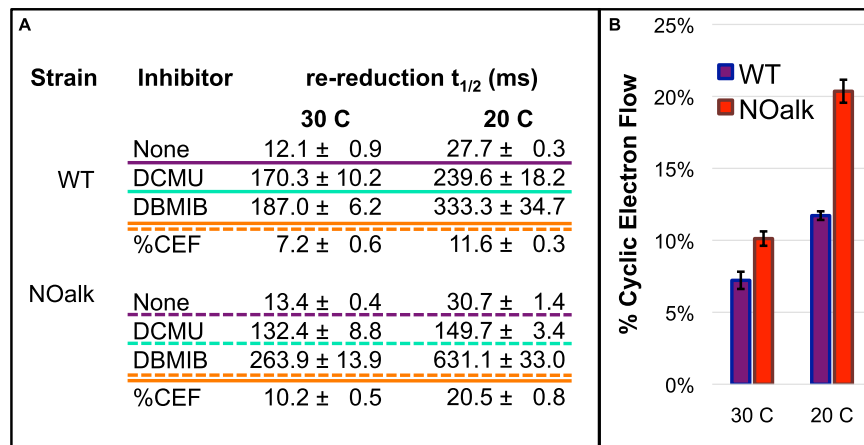 A
Strain Inhibitor re-reduction t1/2 (ms)
30 C 20 C
None 12.1 ± 0.9 27.7 ± 0.3
WT
DCMU 170.3 ± 10.2 239.6 ± 18.2
DBMIB 187.0 ± 6.2 333.3 ± 34.7
%CEF 7.2 ± 0.6 11.6 ± 0.3
NOalk
None 13.4 ± 0.4 30.7 ± 1.4
DCMU 132.4 ± 8.8 149.7 ± 3.4
DBMIB 263.9 ± 13.9 631.1 ± 33.0
%CEF 10.2 ± 0.5 20.5 ± 0.8
B
% Cyclic Electron Flow
25%
20%
15%
10%
5%
0%
WT
NOalk
30 C 20 C